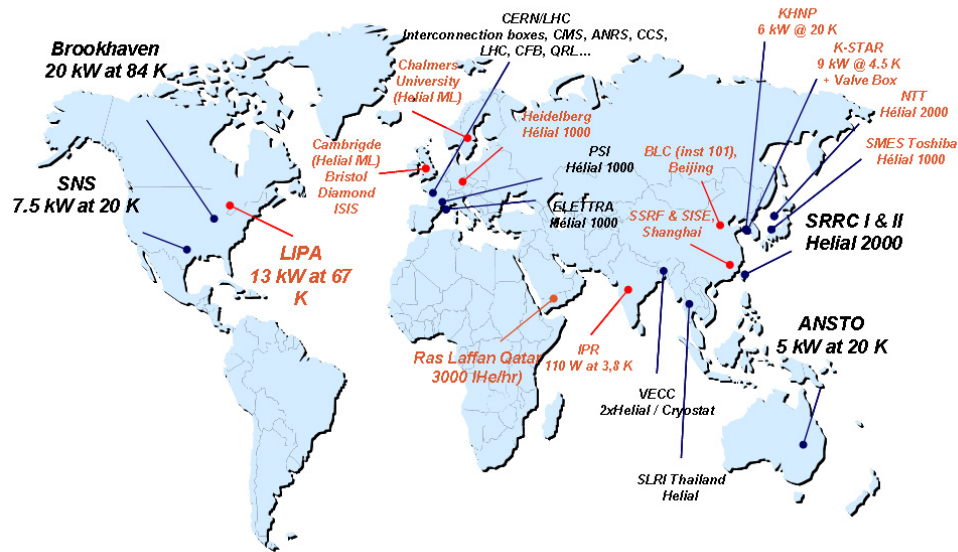 CERN/LHC
Interconnection boxes, CMS, ANRS, CCS,
LHC, CFB, QRL...
KHNP
6 kW @ 20 K
Brookhaven
20 kW at 84 K
K-STAR
9 kW @ 4.5 K
+ Valve Box
Chalmers
University
(Helial ML)
NTT
Hélial 2000
Heidelberg
Hélial 1000
SMES Toshiba
Hélial 1000
Cambrigde
(Helial ML)
Bristol
Diamond
ISIS
PSI
Hélial 1000
BLC (inst 101),
Beijing
SNS
7.5 kW at 20 K
ELETTRA
Hélial 1000
SSRF & SISE,
Shanghai
SRRC I & II
Helial 2000
LIPA
13 kW at 67
K
ANSTO
5 kW at 20 K
Ras Laffan Qatar
3000 lHe/hr)
IPR
110 W at 3,8 K
VECC
2xHelial / Cryostat
SLRI Thailand
Helial